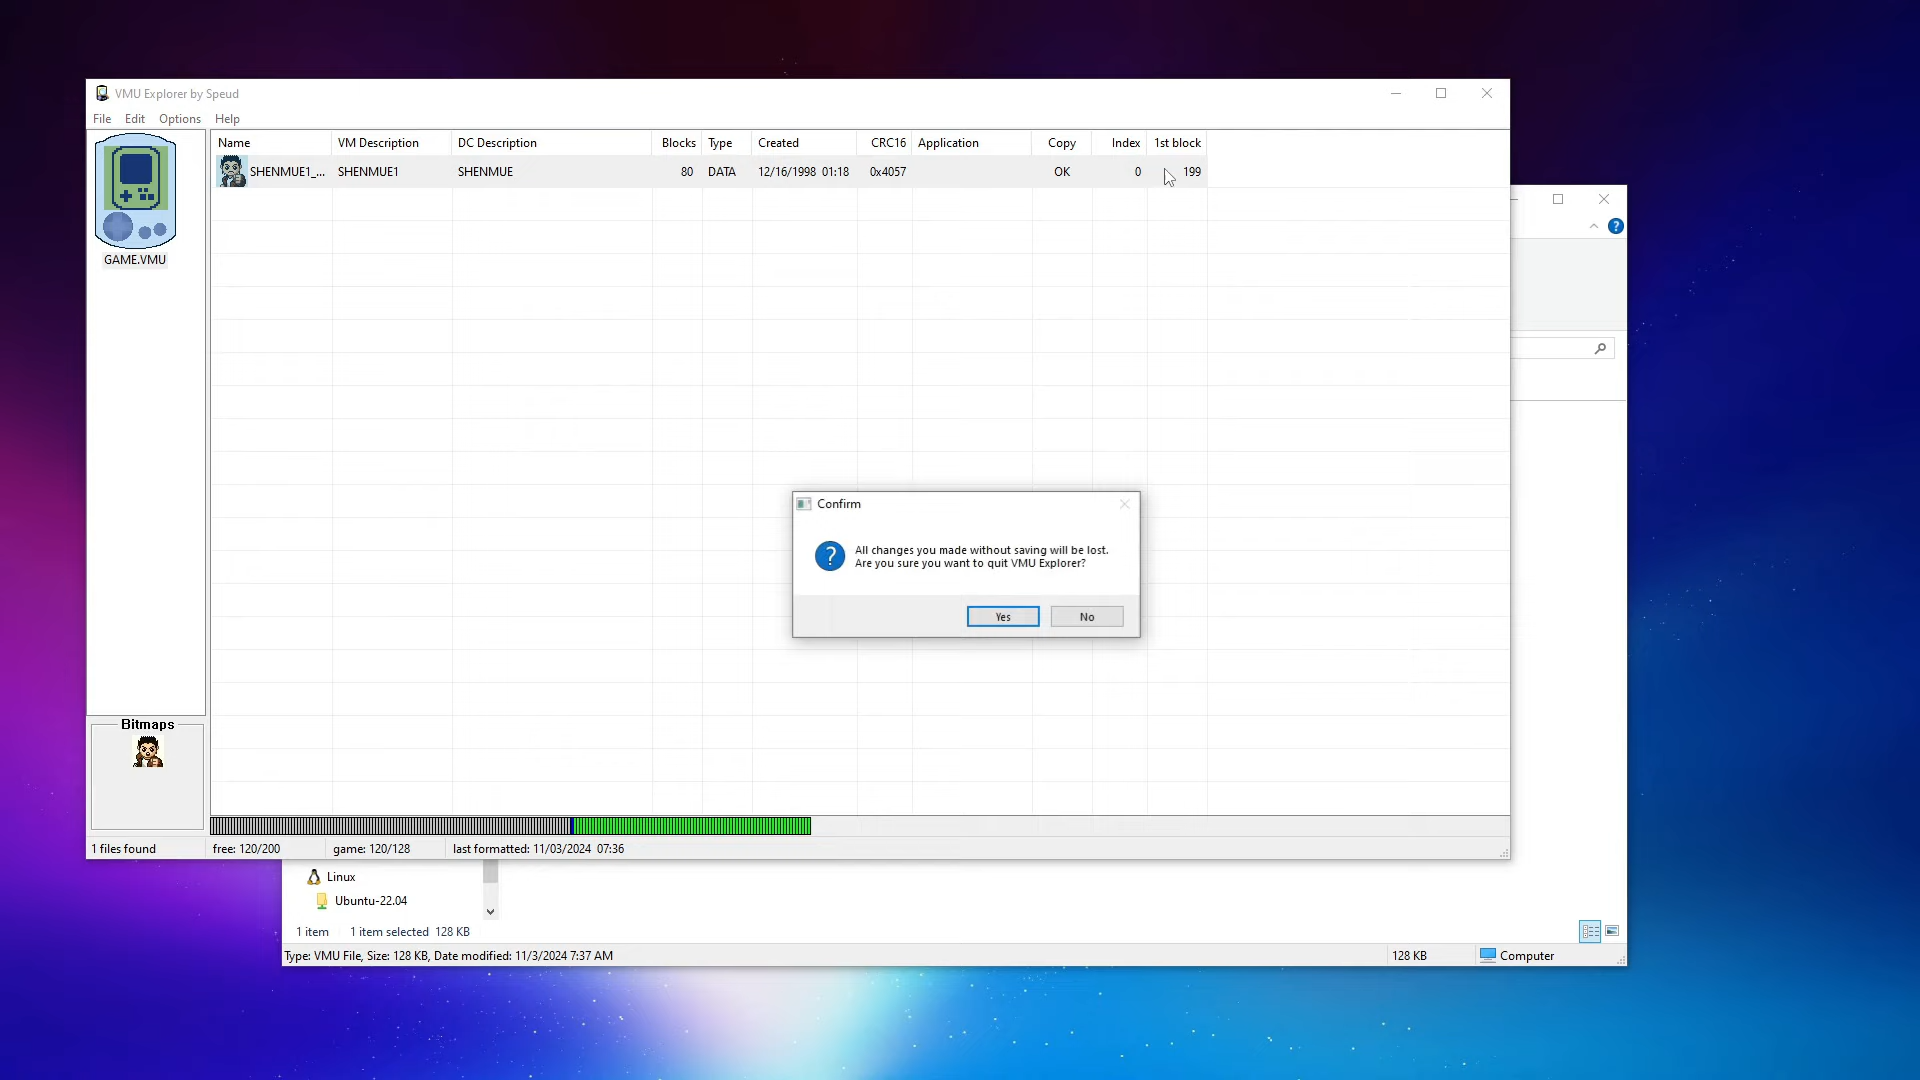 VMU Explorer by Speud
File Edit Options Help
Name VM Description DC Description Blocks Type Created CRC16 Application Copy Index 1st block
SHENMUE1_... SHENMUE1 SHENMUE 80 DATA 12/16/1998 01:18 0x4057 OK 0 199
GAME.VMU
Confirm
All changes you made without saving will be lost.
Are you sure you want to quit VMU Explorer?
Yes No
Bitmaps
1 files found free: 120/200 game: 120/128 last formatted: 11/03/2024 07:36
Linux
Ubuntu-22.04
1 item 1 item selected 128 KB
Type: VMU File, Size: 128 KB, Date modified: 11/3/2024 7:37 AM 128 KB Computer